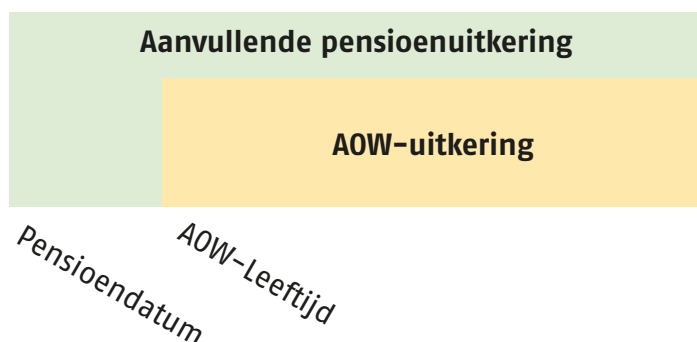 Aanvullende pensioenuitkering
AOW-uitkering
Pensioendatum
AOW-Leeftijd